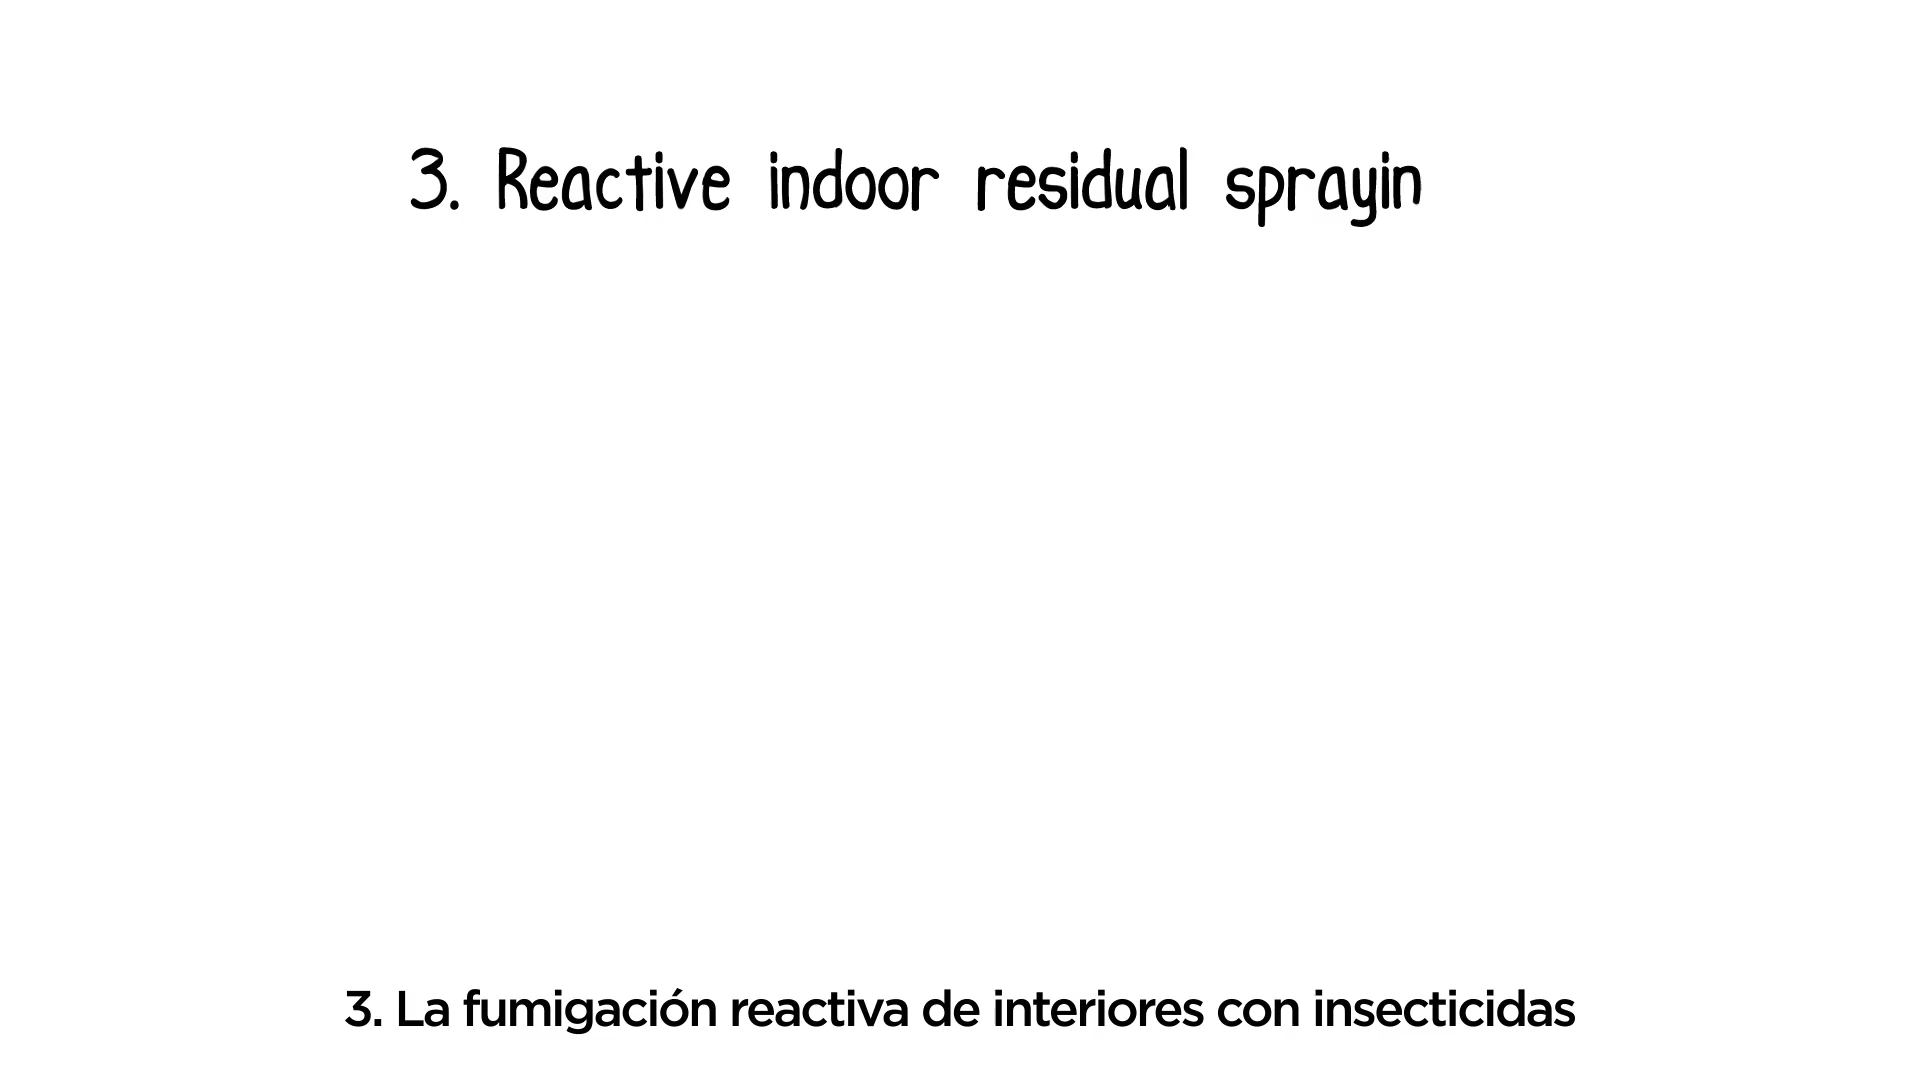 3. Reactive indoor residual sprayin
3. La fumigación reactiva de interiores con insecticidas